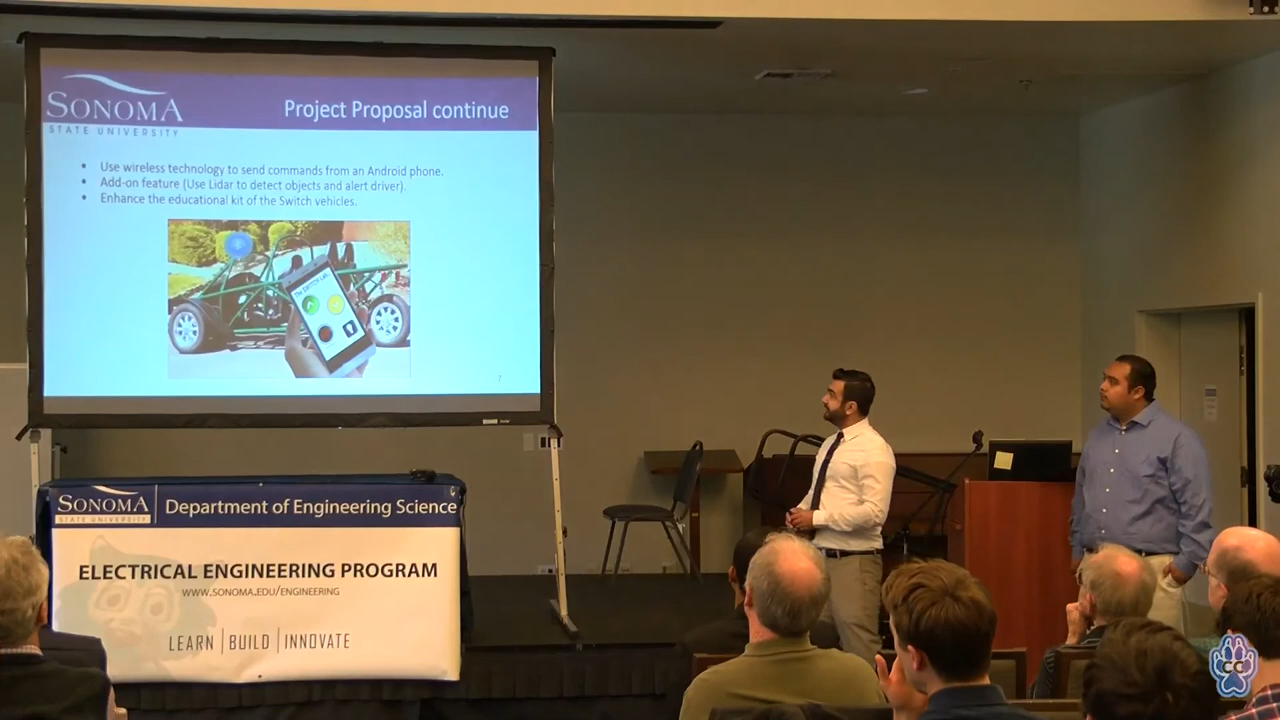 SONOMA
STATE UNIVERSITY
Project Proposal continue
• Use wireless technology to send commands from an Android phone.
• Add-on feature (Use Lidar to detect objects and alert driver).
• Enhance the educational kit of the Switch vehicles.
7
SONOMA
STATE UNIVERSITY
Department of Engineering Science
ELECTRICAL ENGINEERING PROGRAM
WWW.SONOMA.EDU/ENGINEERING
LEARN | BUILD | INNOVATE
CC